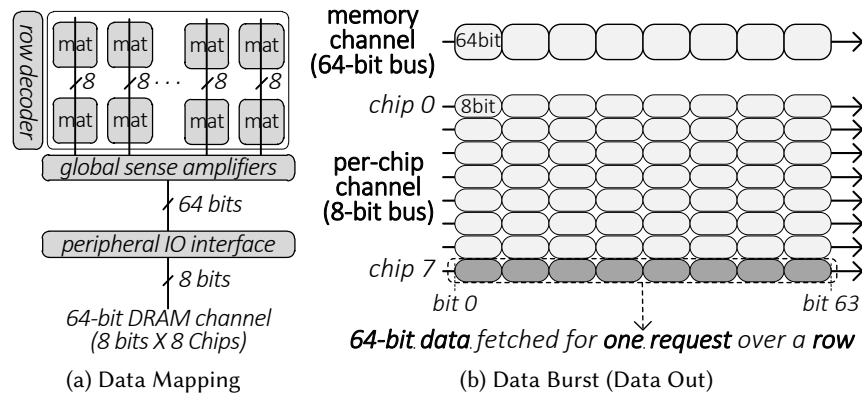 row decoder
mat mat mat mat
8 8 ... 8 8
mat mat mat mat
global sense amplifiers
64 bits
peripheral IO interface
8 bits
64-bit DRAM channel
(8 bits X 8 Chips)
(a) Data Mapping
memory
channel
(64-bit bus)
64bit
chip 0
8bit
per-chip
channel
(8-bit bus)
chip 7
bit 0
bit 63
64-bit data fetched for one request over a row
(b) Data Burst (Data Out)